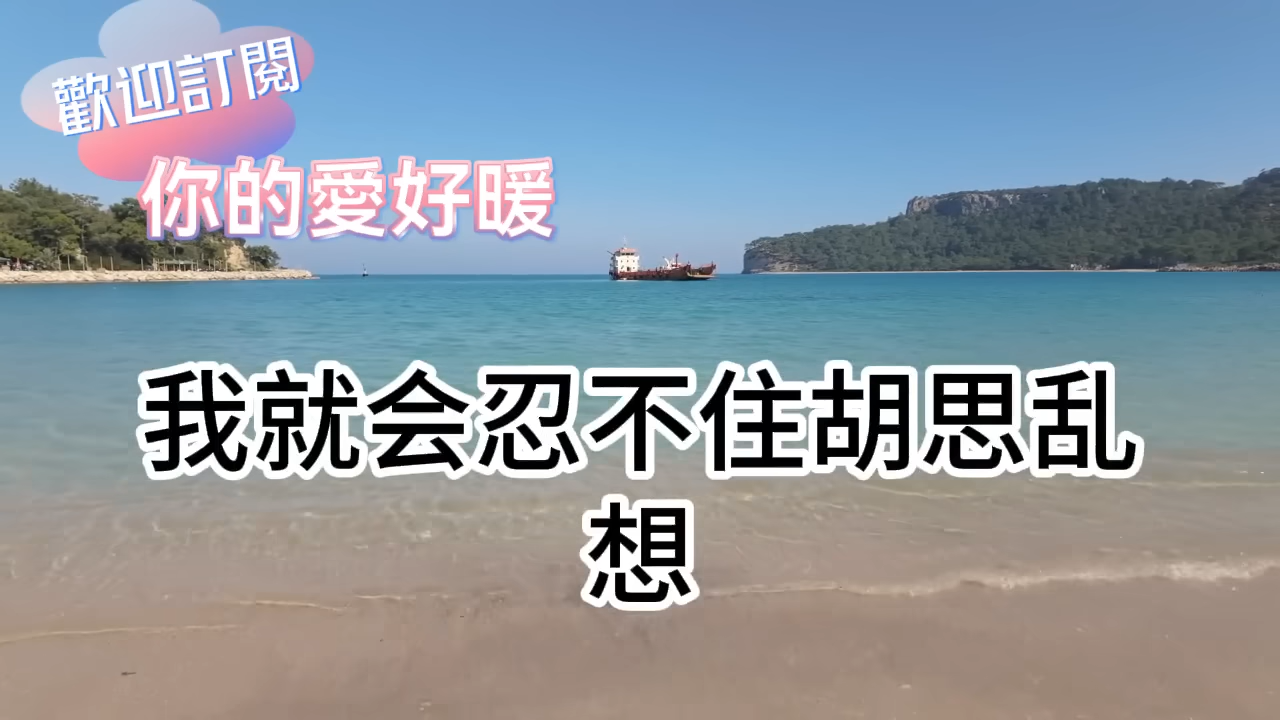 歡迎訂閱
你的愛好暖
我就会忍不住胡思乱
想